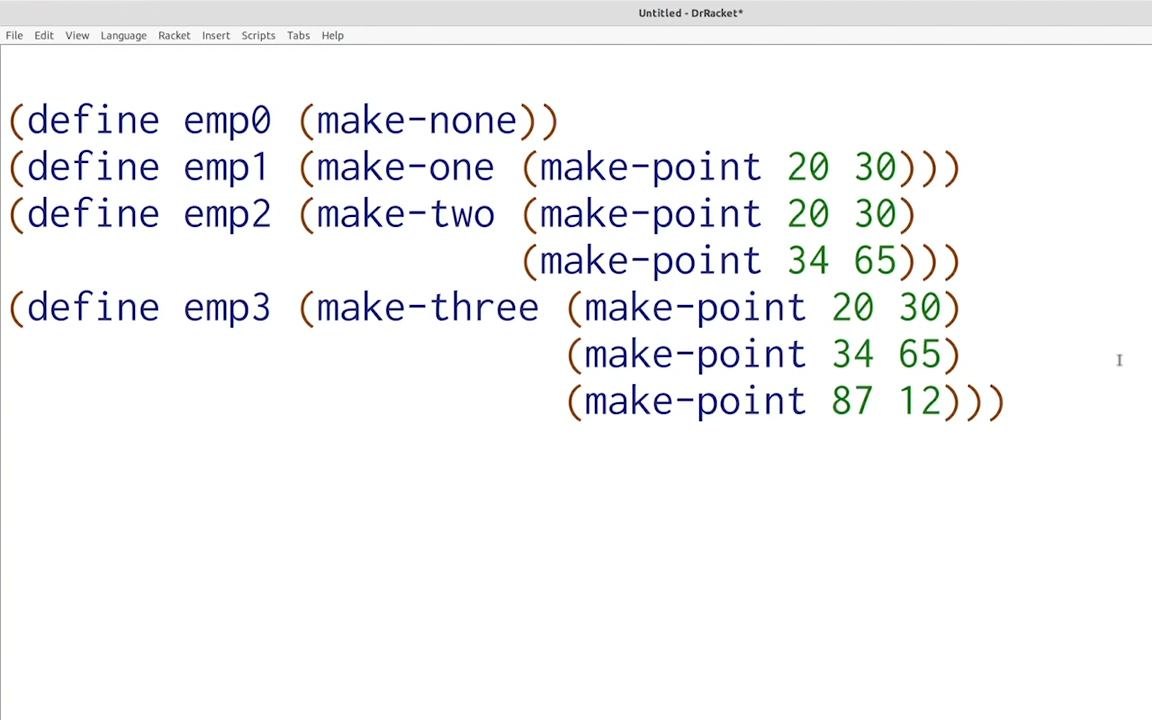 Untitled - DrRacket*
File Edit View Language Racket Insert Scripts Tabs Help
(define emp0 (make-none))
(define emp1 (make-one (make-point 20 30)))
(define emp2 (make-two (make-point 20 30)
(make-point 34 65)))
(define emp3 (make-three (make-point 20 30)
(make-point 34 65)
(make-point 87 12)))